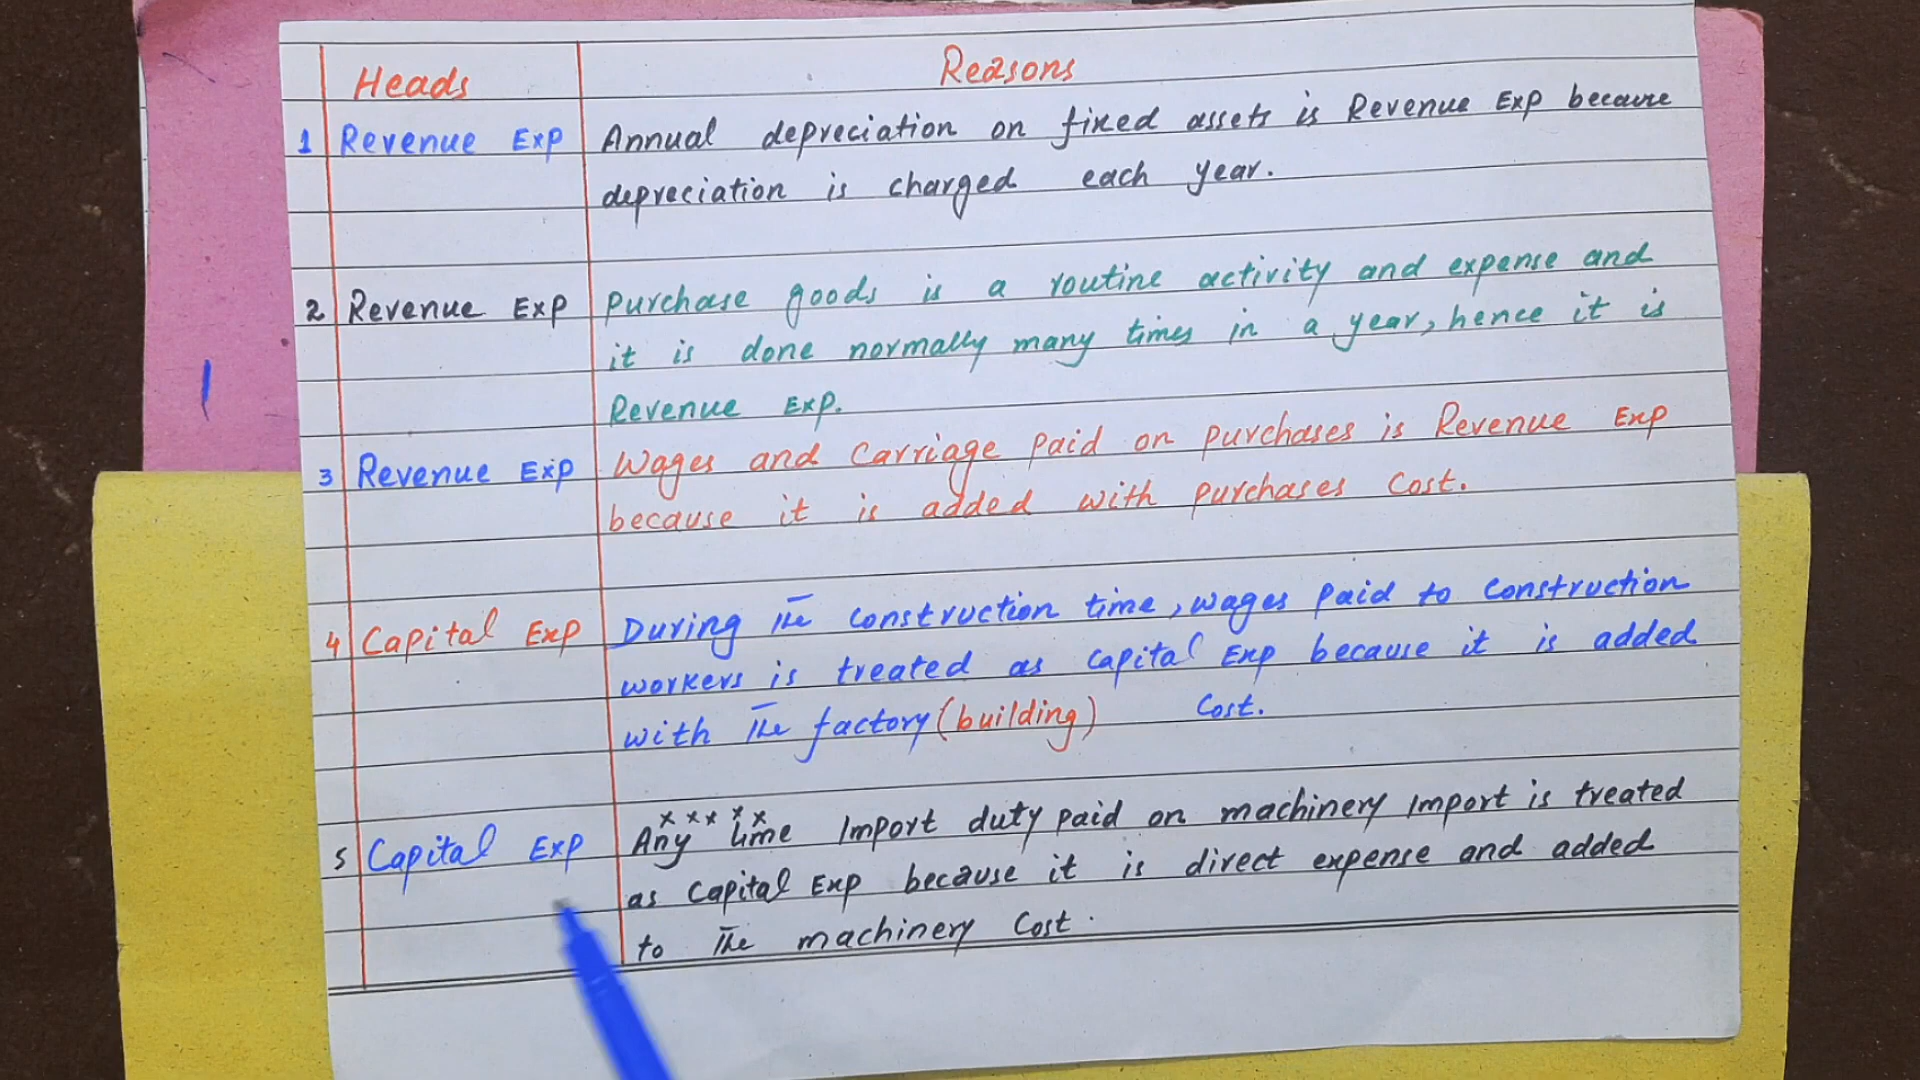 Heads Reasons
1 Revenue Exp Annual depreciation on fixed assets is Revenue Exp because
depreciation is charged each year.
2 Revenue Exp Purchase goods is a routine activity and expense and
it is done normally many times in a year, hence it is
Revenue Exp.
3 Revenue Exp Wages and Carriage Paid on Purchases is Revenue Exp
because it is added with purchases Cost.
4 Capital Exp During The construction time, wages Paid to construction
workers is treated as Capital Exp because it is added
with The factory (building) Cost.
x x x x x
5 Capital Exp Any time Import duty paid on machinery import is treated
as Capital Exp because it is direct expense and added
to The machinery Cost.